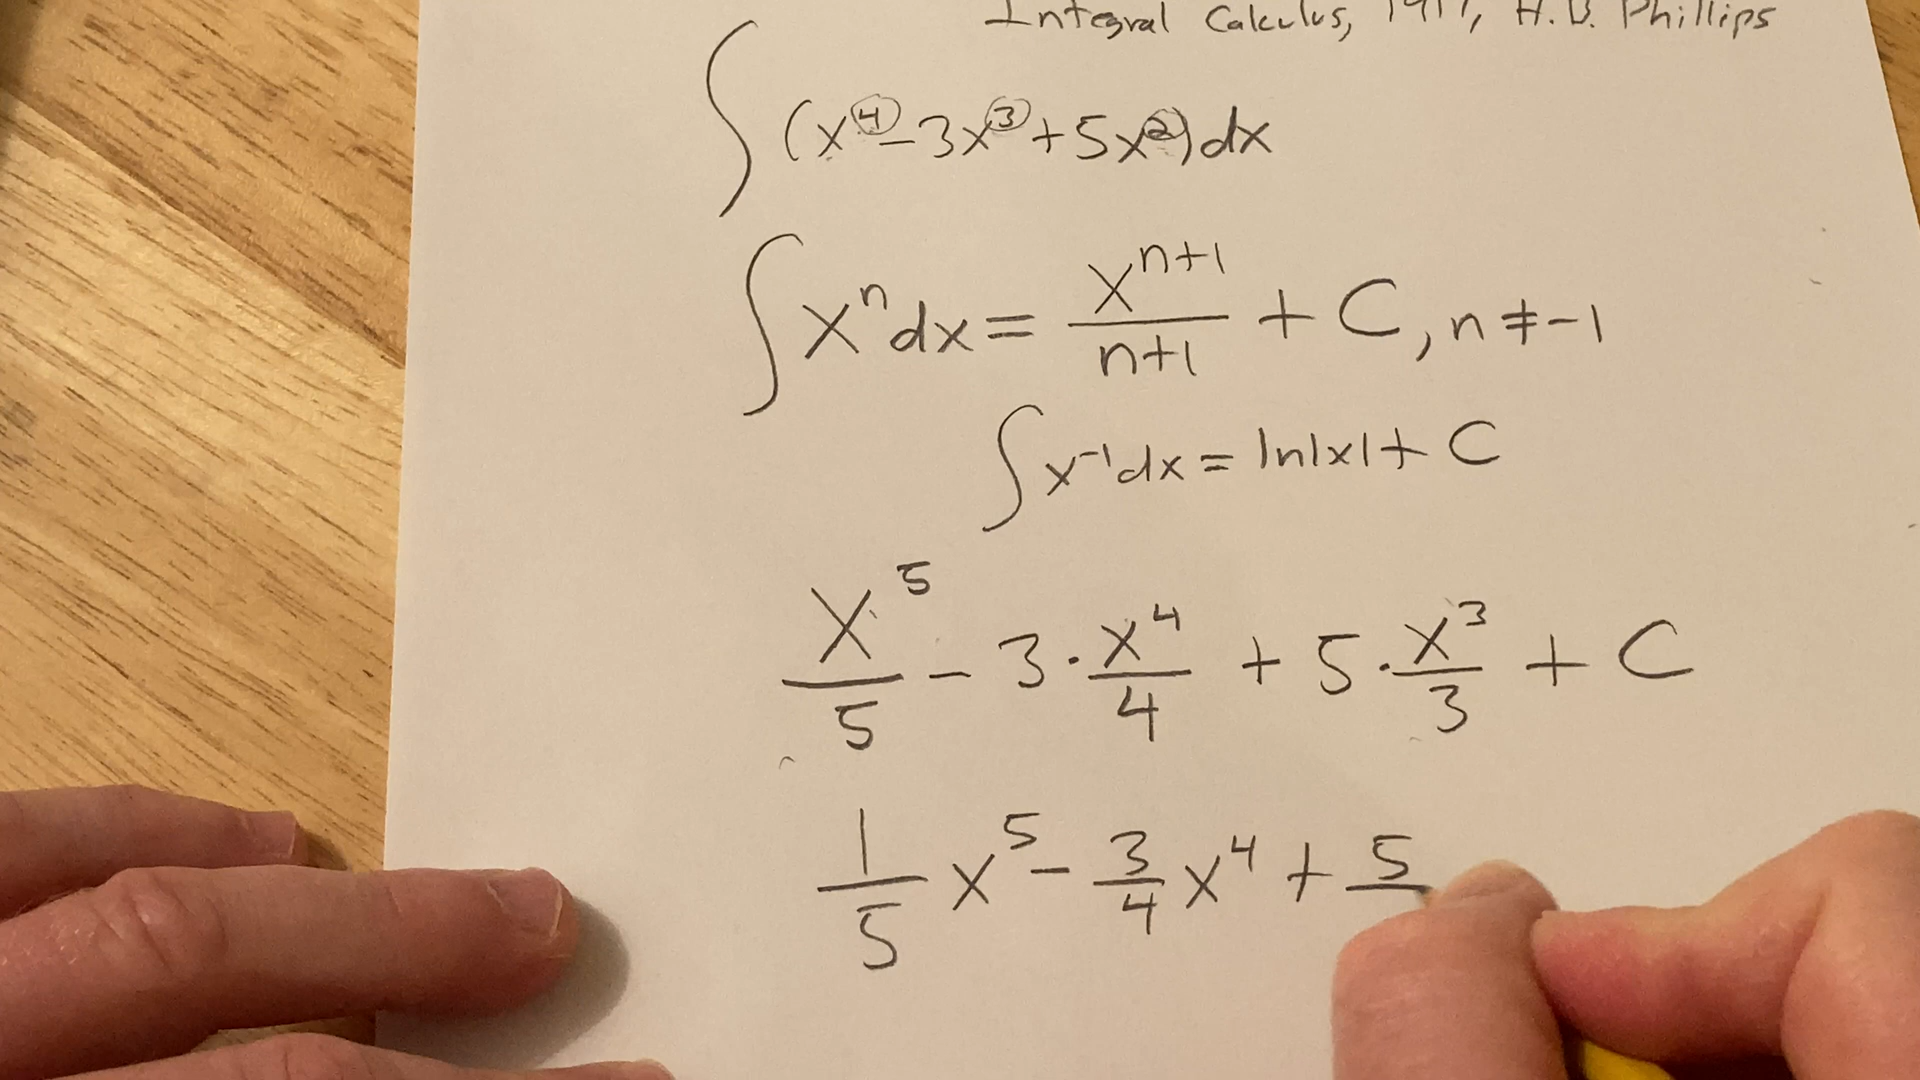 Integral Calculus, 1917, H.B. Phillips
∫(x⁴-3x³+5x²)dx
∫xⁿdx = xⁿ⁺¹/n+1 + C, n≠-1
∫x⁻¹dx = ln|x|+ C
x⁵/5 - 3·x⁴/4 + 5·x³/3 + C
1/5 x⁵ - 3/4 x⁴ + 5/